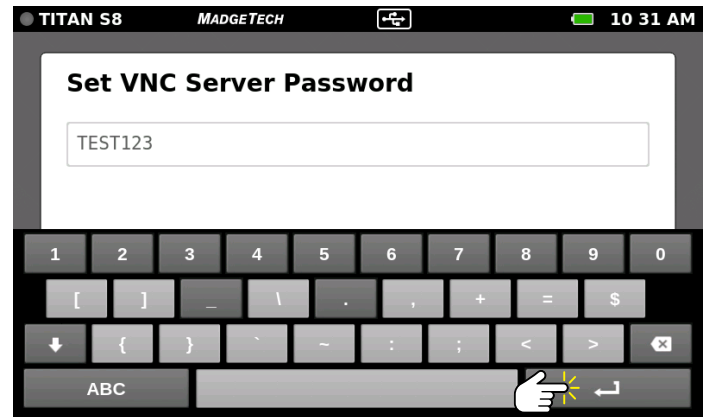 TITAN S8 MADGETECH 10 31 AM
Set VNC Server Password
TEST123
1 2 3 4 5 6 7 8 9 0
[ ] _ \ . , + = $
{ } ` ~ : ; < >
ABC